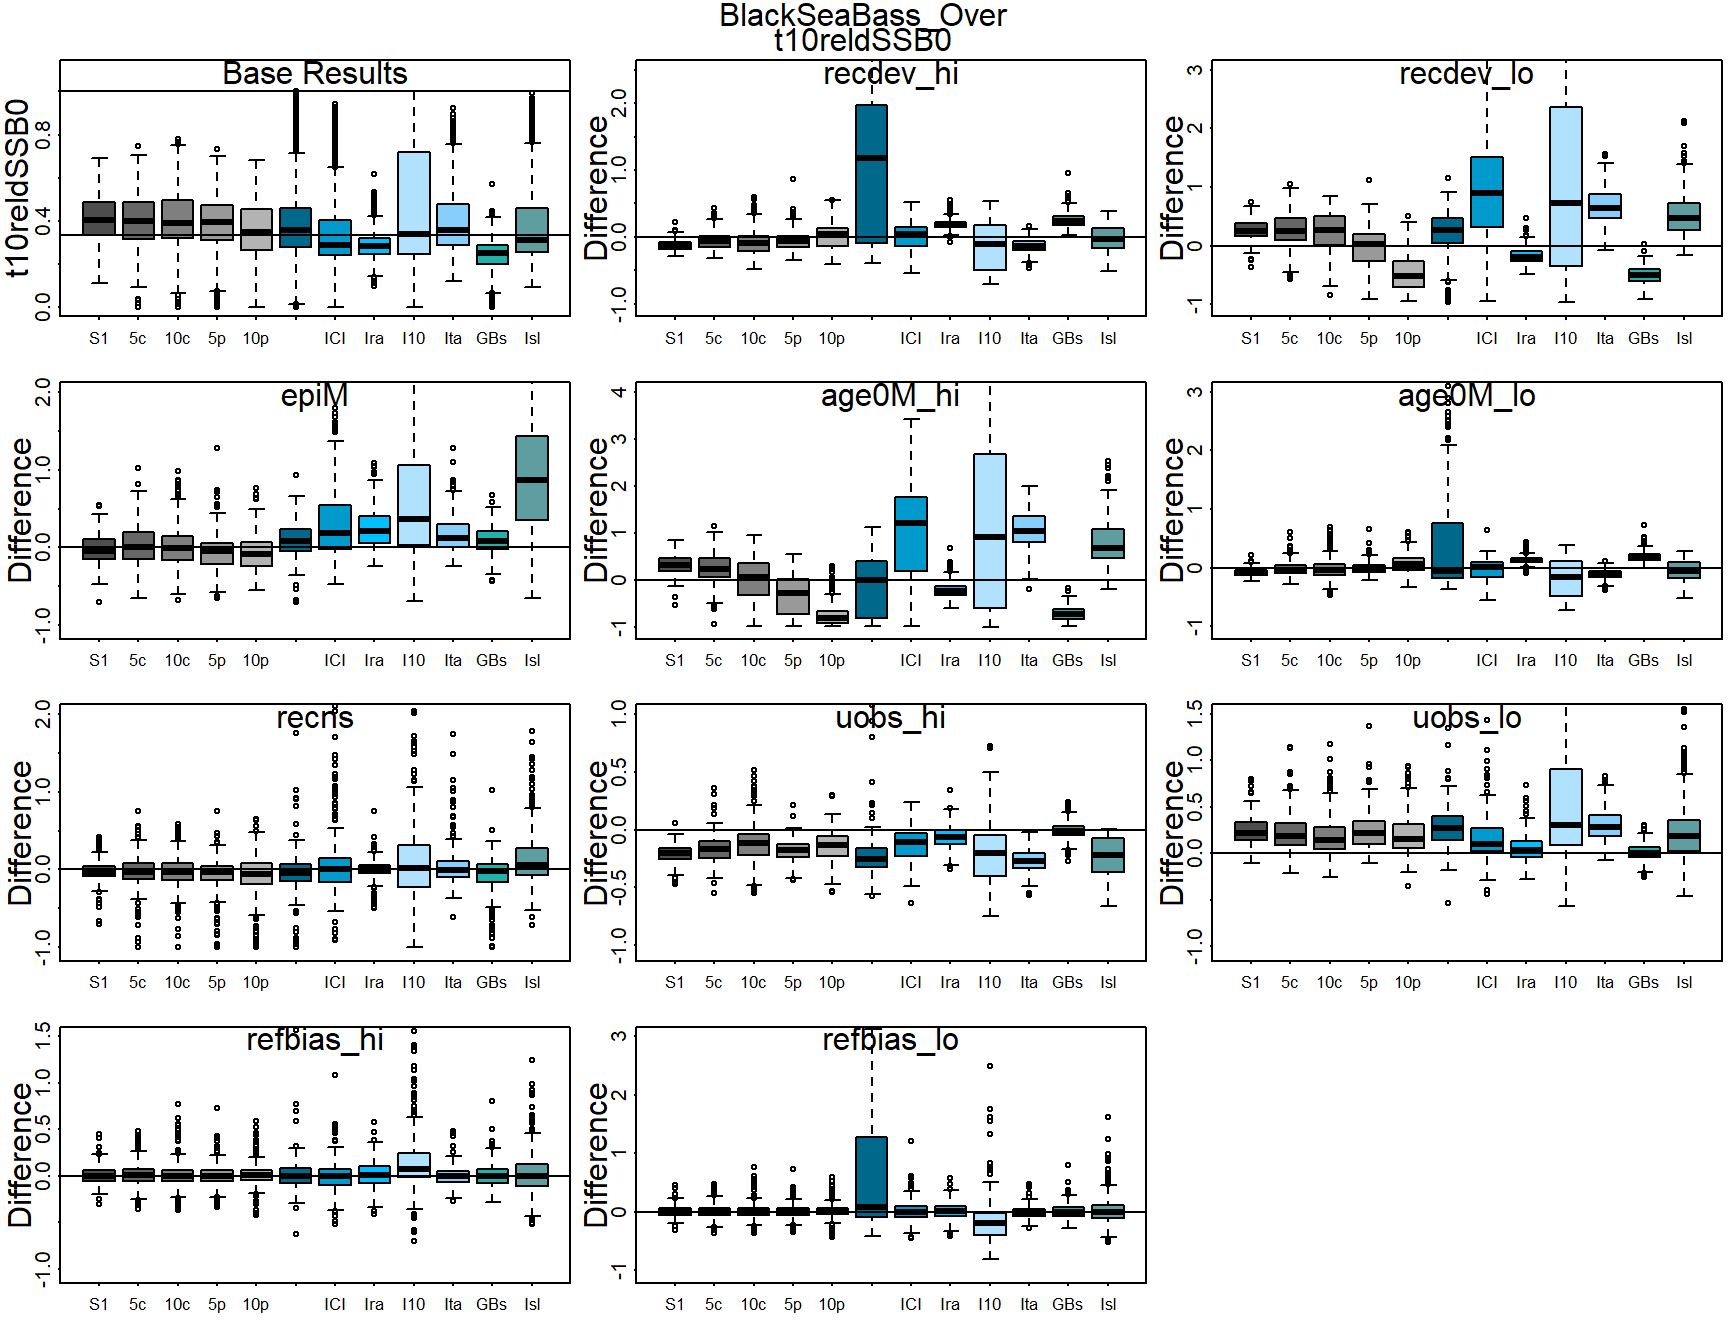 BlackSeaBass_Over
t10reldSSB0
Base Results
t10reldSSB0
0.0 0.4 0.8
S1 5c 10c 5p 10p ICI Ira I10 Ita GBs Isl
recdev_hi
Difference
-1.0 0.0 1.0 2.0
S1 5c 10c 5p 10p ICI Ira I10 Ita GBs Isl
recdev_lo
Difference
-1 0 1 2 3
S1 5c 10c 5p 10p ICI Ira I10 Ita GBs Isl
epiM
Difference
-1.0 0.0 1.0 2.0
S1 5c 10c 5p 10p ICI Ira I10 Ita GBs Isl
age0M_hi
Difference
-1 0 1 2 3 4
S1 5c 10c 5p 10p ICI Ira I10 Ita GBs Isl
age0M_lo
Difference
-1 0 1 2 3
S1 5c 10c 5p 10p ICI Ira I10 Ita GBs Isl
recns
Difference
-1.0 0.0 1.0 2.0
S1 5c 10c 5p 10p ICI Ira I10 Ita GBs Isl
uobs_hi
Difference
-1.0 -0.5 0.0 0.5 1.0
S1 5c 10c 5p 10p ICI Ira I10 Ita GBs Isl
uobs_lo
Difference
-1.0 0.0 0.5 1.0 1.5
S1 5c 10c 5p 10p ICI Ira I10 Ita GBs Isl
refbias_hi
Difference
-1.0 0.0 0.5 1.0 1.5
S1 5c 10c 5p 10p ICI Ira I10 Ita GBs Isl
refbias_lo
Difference
-1 0 1 2 3
S1 5c 10c 5p 10p ICI Ira I10 Ita GBs Isl